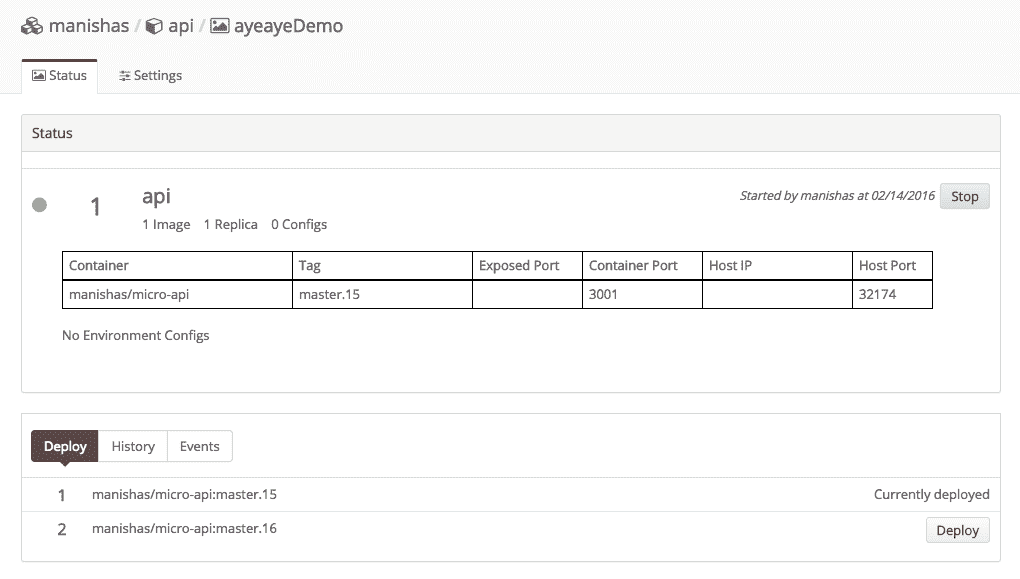 manishas / api / ayeayeDemo
Status Settings
Status
1 api Started by manishas at 02/14/2016 Stop
1 Image 1 Replica 0 Configs
Container Tag Exposed Port Container Port Host IP Host Port
manishas/micro-api master.15 3001 32174
No Environment Configs
Deploy History Events
1 manishas/micro-api:master.15 Currently deployed
2 manishas/micro-api:master.16 Deploy